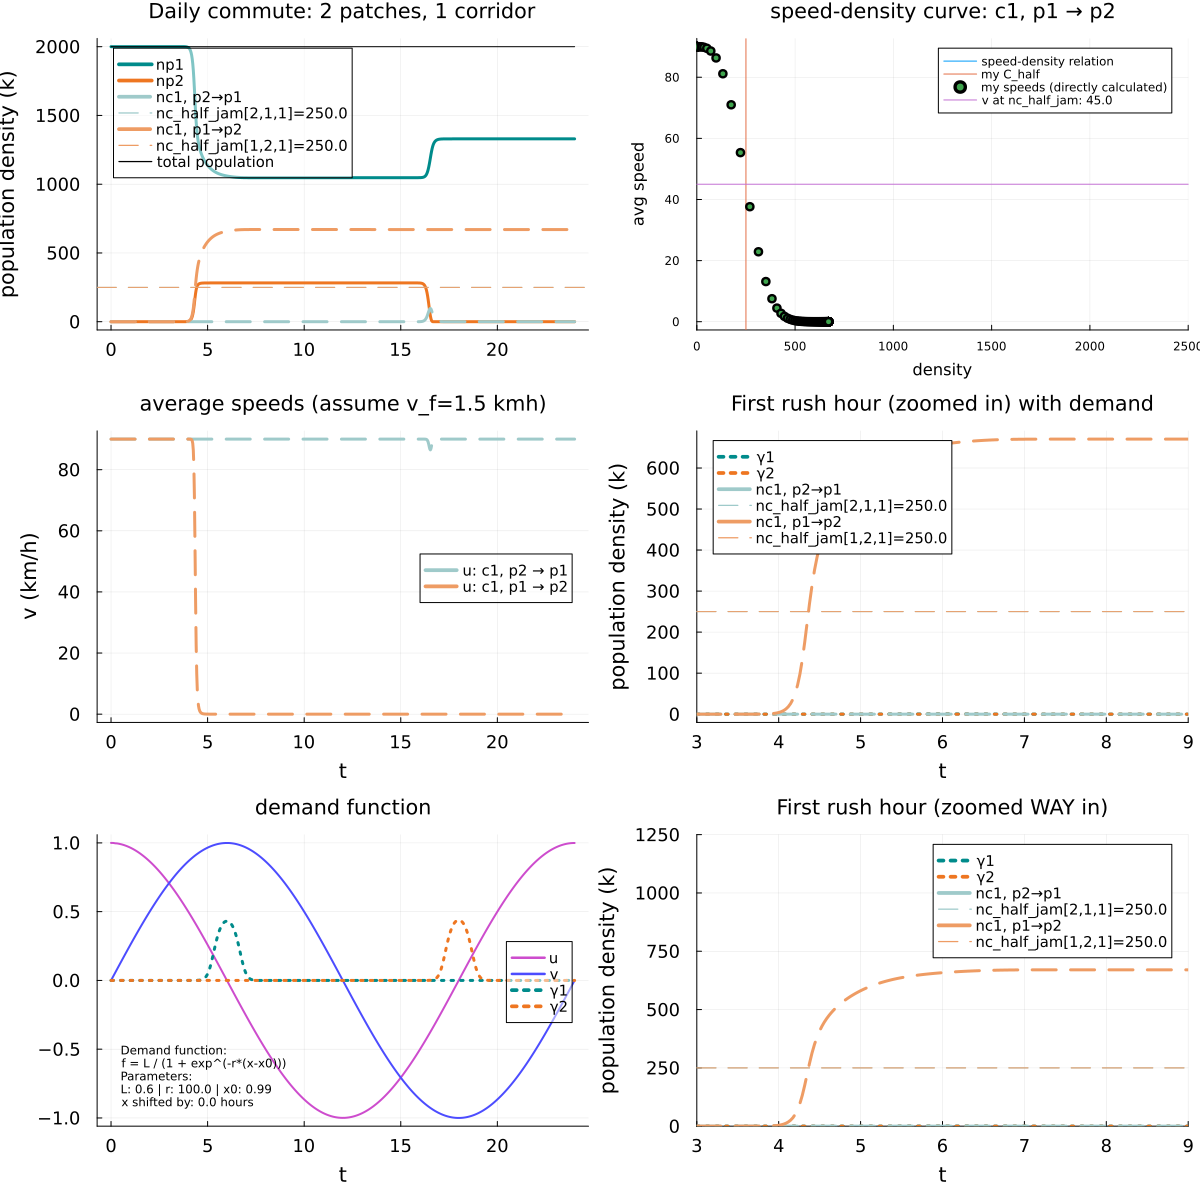 Daily commute: 2 patches, 1 corridor
population density (k)
2000
1500
1000
500
0
np1
np2
nc1, p2→p1
nc_half_jam[2,1,1]=250.0
nc1, p1→p2
nc_half_jam[1,2,1]=250.0
total population
0 5 10 15 20
speed-density curve: c1, p1 → p2
avg speed
80
60
40
20
0
speed-density relation
my C_half
my speeds (directly calculated)
v at nc_half_jam: 45.0
0 500 1000 1500 2000 2500
density
average speeds (assume v_f=1.5 kmh)
v (km/h)
80
60
40
20
0
u: c1, p2 → p1
u: c1, p1 → p2
0 5 10 15 20
t
First rush hour (zoomed in) with demand
population density (k)
600
500
400
300
200
100
0
γ1
γ2
nc1, p2→p1
nc_half_jam[2,1,1]=250.0
nc1, p1→p2
nc_half_jam[1,2,1]=250.0
3 4 5 6 7 8 9
t
demand function
1.0
0.5
0.0
−0.5
−1.0
u
v
γ1
γ2
Demand function:
f = L / (1 + exp^(-r*(x-x0)))
Parameters:
L: 0.6 | r: 100.0 | x0: 0.99
x shifted by: 0.0 hours
0 5 10 15 20
t
First rush hour (zoomed WAY in)
population density (k)
1250
1000
750
500
250
0
γ1
γ2
nc1, p2→p1
nc_half_jam[2,1,1]=250.0
nc1, p1→p2
nc_half_jam[1,2,1]=250.0
3 4 5 6 7 8 9
t